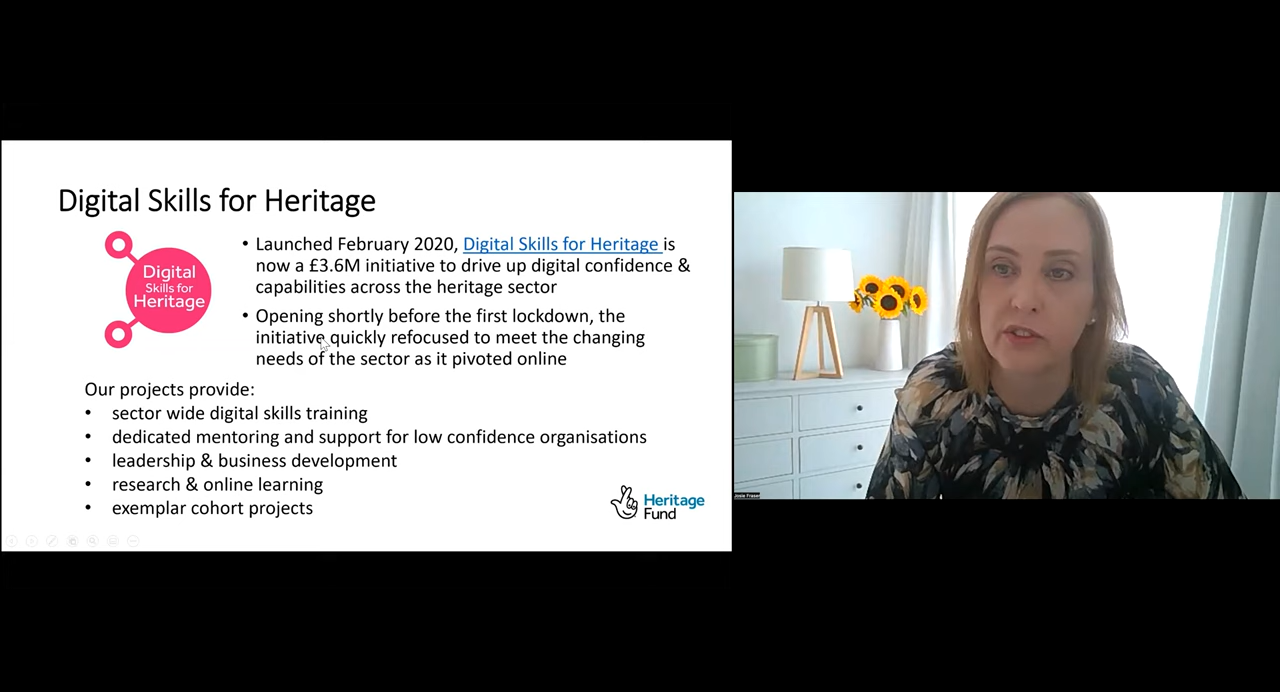 Digital Skills for Heritage
Digital
Skills for
Heritage
• Launched February 2020, Digital Skills for Heritage is
now a £3.6M initiative to drive up digital confidence &
capabilities across the heritage sector
• Opening shortly before the first lockdown, the
initiative quickly refocused to meet the changing
needs of the sector as it pivoted online
Our projects provide:
• sector wide digital skills training
• dedicated mentoring and support for low confidence organisations
• leadership & business development
• research & online learning
• exemplar cohort projects
Heritage
Fund
Josie Fraser